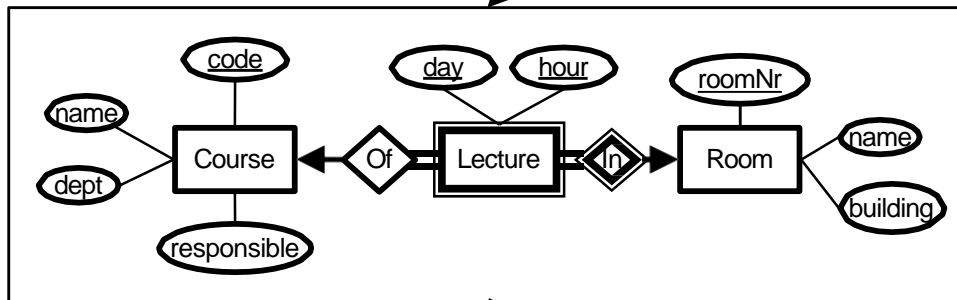 code
day
hour
roomNr
name
name
Course
Of
Lecture
In
Room
dept
building
responsible